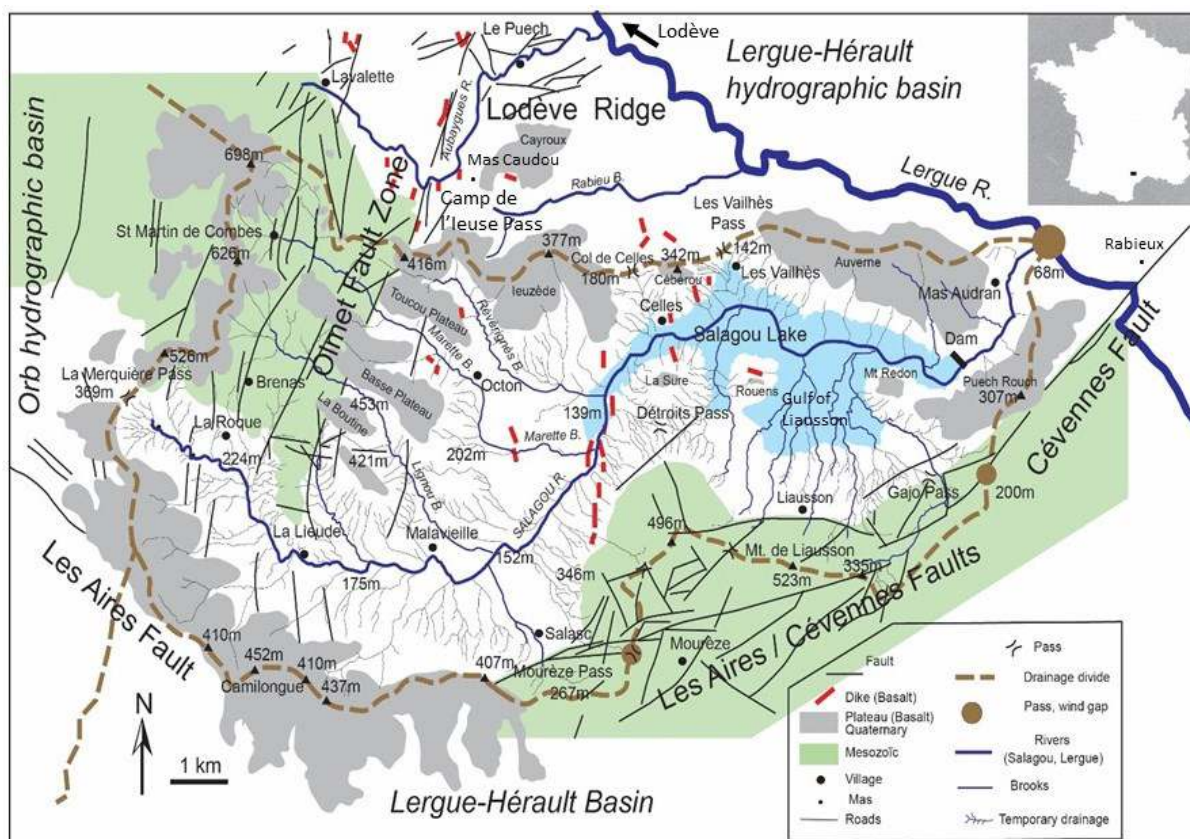 Le Puech
Lodève
Lergue-Hérault
hydrographic basin
Lavalette
Lodève Ridge
Aubaygues R.
Cayroux
Mas Caudou
Camp de
l'Ieuse Pass
Rabieu B.
Lergue R.
Orb hydrographic basin
698m
St Martin de Combes
626m
Olmet Fault Zone
416m
377m
Ieuzède
Col de Celles
180m
342m
Céberou
Les Vailhès
Pass
142m
Les Vailhès
Auverne
Mas Audran
68m
Rabieux
Toucou Plateau
Révérignés B.
Marette B.
Celles
Salagou Lake
Dam
526m
La Merquière Pass
369m
Brenas
Basse Plateau
453m
La Boutine
Octon
139m
La Sure
Rouens
Détroits Pass
Gulf of
Liausson
Mt Redon
Puech Rouch
307m
Cévennes Fault
La Roque
224m
421m
202m
Marette B.
Lignou B.
SALAGOU R.
Liausson
Gajo Pass
200m
La Lieude
175m
Malavieille
152m
496m
346m
Mt. de Liausson
523m
335m
Les Aires Fault
Salasc
Mourèze
Mourèze Pass
267m
Les Aires / Cévennes Faults
410m
452m
410m
437m
Camilongue
407m
N
1 km
Lergue-Hérault Basin
Fault
Dike (Basalt)
Plateau (Basalt)
Quaternary
Mesozoïc
Village
Mas
Roads
Pass
Drainage divide
Pass, wind gap
Rivers
(Salagou, Lergue)
Brooks
Temporary drainage